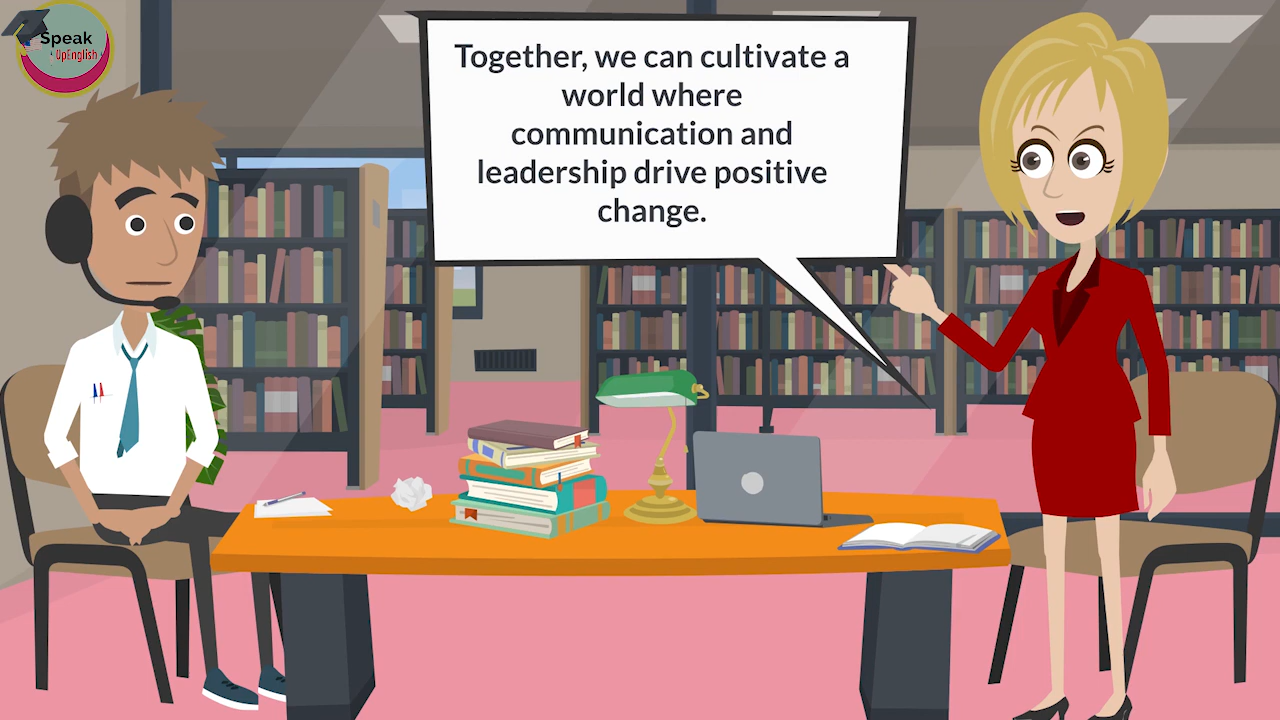 Speak
UpEnglish
Together, we can cultivate a
world where
communication and
leadership drive positive
change.